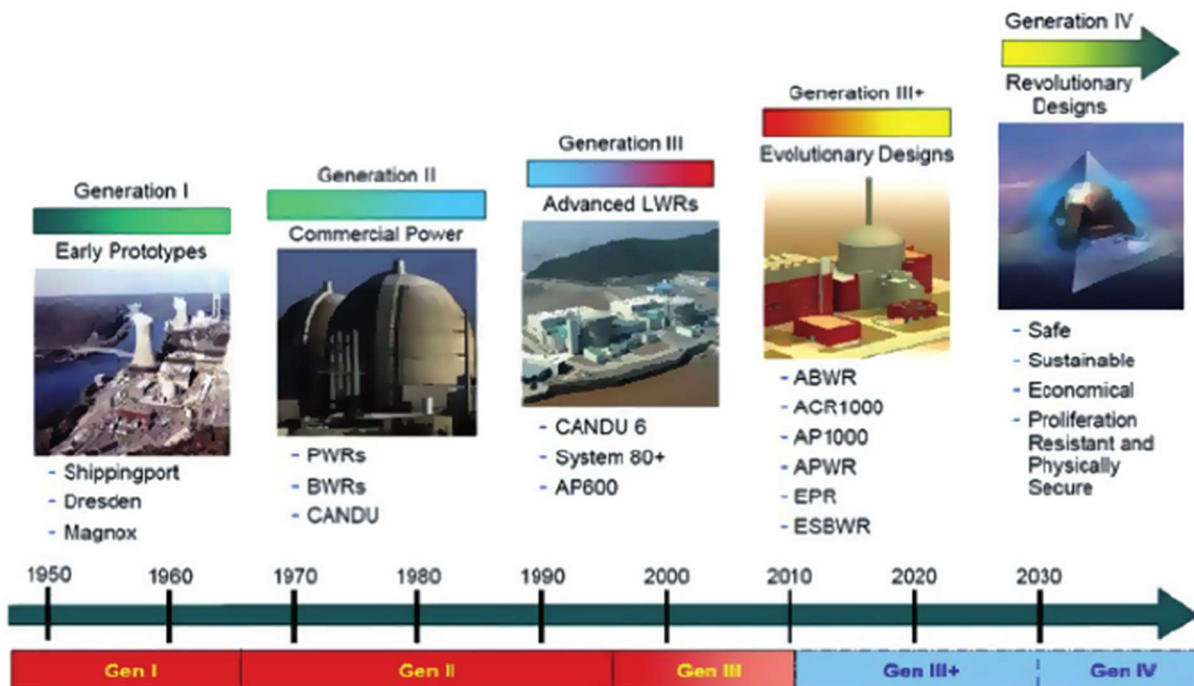 Generation I
Early Prototypes
- Shippingport
- Dresden
- Magnox
Generation II
Commercial Power
- PWRs
- BWRs
- CANDU
Generation III
Advanced LWRs
- CANDU 6
- System 80+
- AP600
Generation III+
Evolutionary Designs
- ABWR
- ACR1000
- AP1000
- APWR
- EPR
- ESBWR
Generation IV
Revolutionary
Designs
- Safe
- Sustainable
- Economical
- Proliferation
Resistant and
Physically
Secure
1950 1960 1970 1980 1990 2000 2010 2020 2030
Gen I Gen II Gen III Gen III+ Gen IV